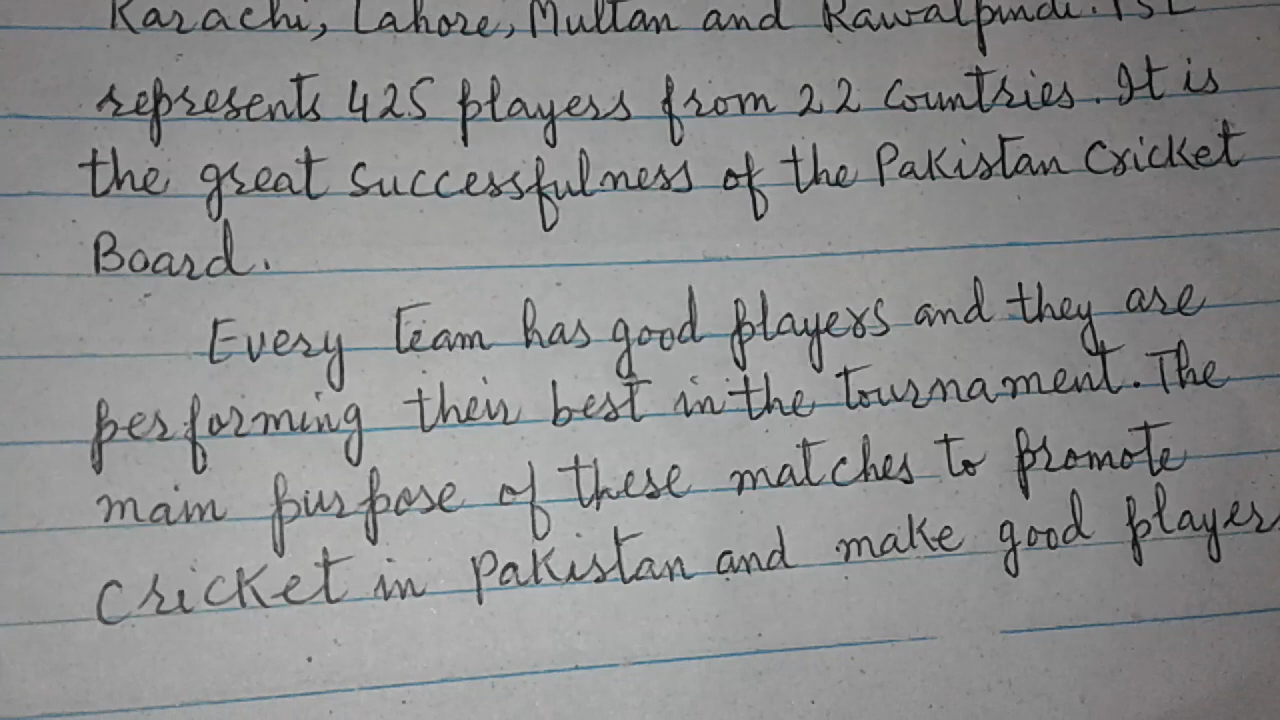 Karachi, Lahore, Multan and Rawalpindi. PSL
represents 425 players from 22 countries. It is
the great successfulness of the Pakistan Cricket
Board.
Every team has good players and they are
performing their best in the tournament. The
main purpose of these matches to promote
cricket in Pakistan and make good player